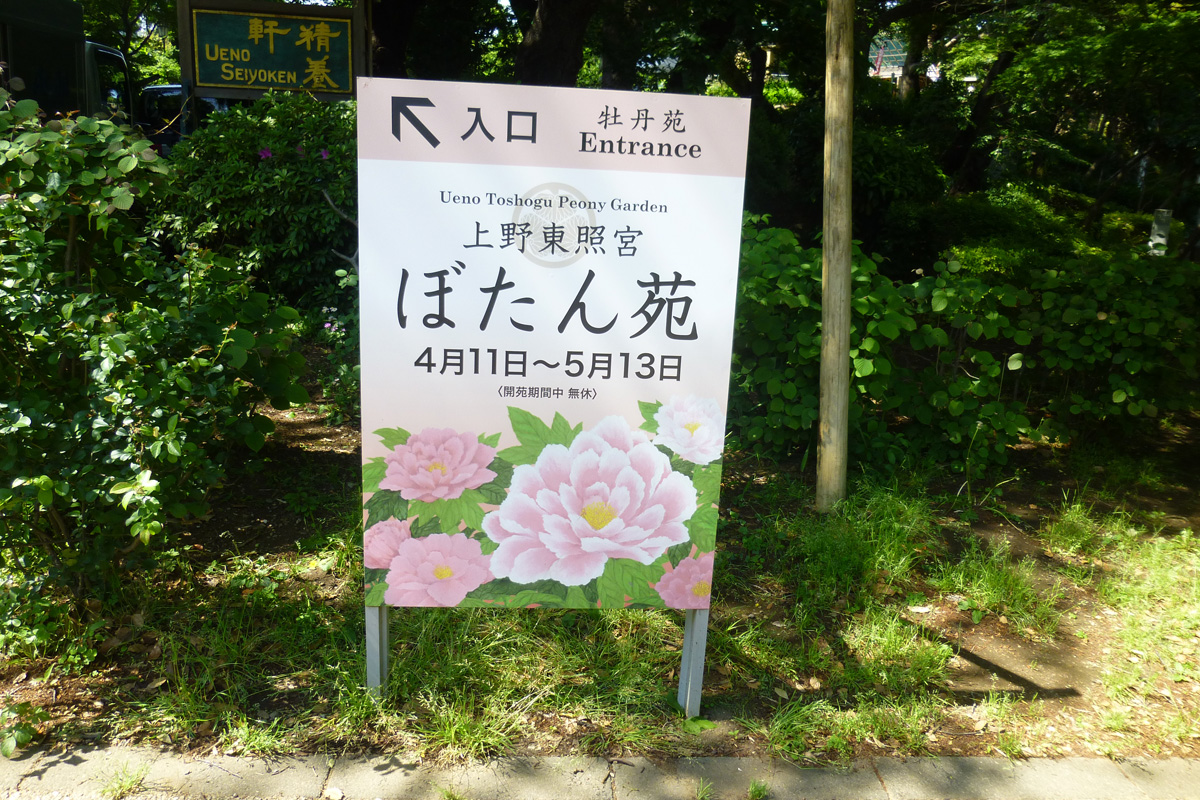 軒精養
UENO
SEIYOKEN
入口
牡丹苑
Entrance
Ueno Toshogu Peony Garden
上野東照宮
ぼたん苑
4月11日〜5月13日
〈開苑期間中 無休〉